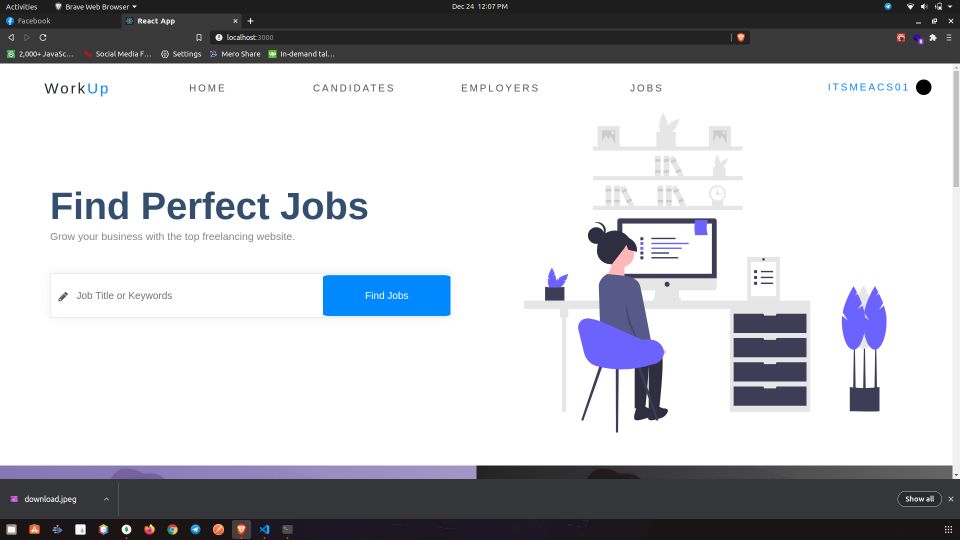 Activities
Brave Web Browser
Dec 24 12:07 PM
Facebook
React App
localhost:3000
2,000+ JavaSc…
Social Media F…
Settings
Mero Share
In-demand tal…
WorkUp
HOME
CANDIDATES
EMPLOYERS
JOBS
ITSMEACS01
Find Perfect Jobs
Grow your business with the top freelancing website.
Job Title or Keywords
Find Jobs
download.jpeg
Show all